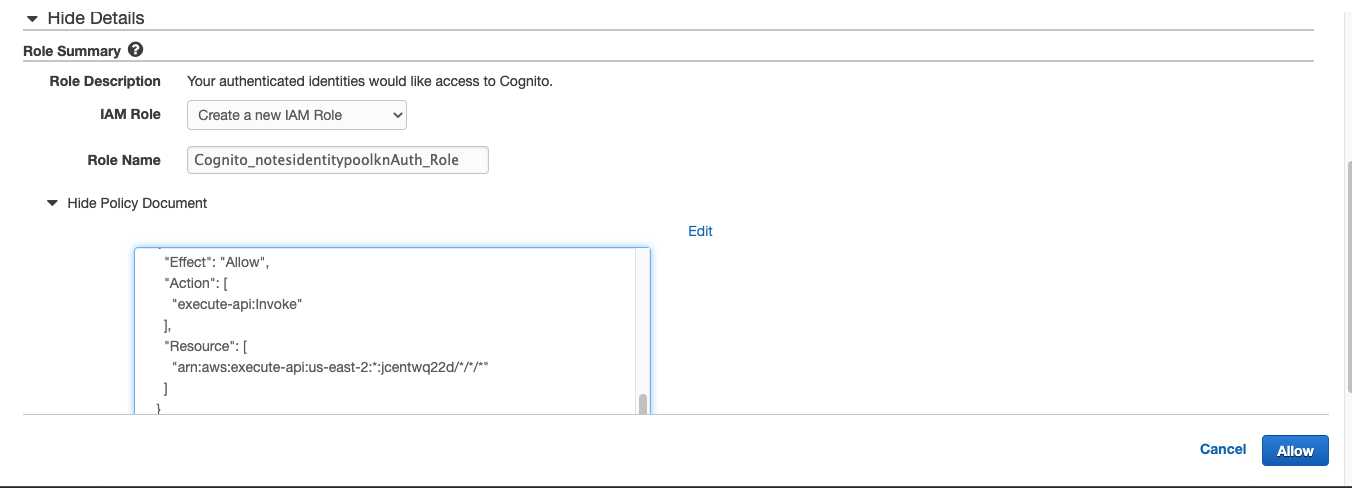 Hide Details
Role Summary
Role Description Your authenticated identities would like access to Cognito.
IAM Role Create a new IAM Role
Role Name Cognito_notesidentitypoolknAuth_Role
Hide Policy Document
Edit
"Effect": "Allow",
"Action": [
"execute-api:Invoke"
],
"Resource": [
"arn:aws:execute-api:us-east-2:*:jcentwq22d/*/*/*"
]
}
Cancel Allow